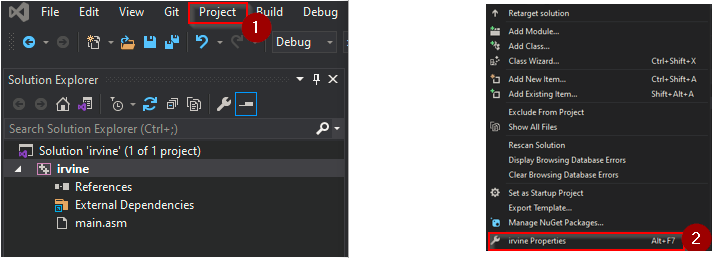 File Edit View Git Project Build Debug
1
Debug
Solution Explorer
Search Solution Explorer (Ctrl+;)
Solution 'irvine' (1 of 1 project)
irvine
References
External Dependencies
main.asm
Retarget solution
Add Module...
Add Class...
Class Wizard... Ctrl+Shift+X
Add New Item... Ctrl+Shift+A
Add Existing Item... Shift+Alt+A
Exclude From Project
Show All Files
Rescan Solution
Display Browsing Database Errors
Clear Browsing Database Errors
Set as Startup Project
Export Template...
Manage NuGet Packages...
irvine Properties Alt+F7 2